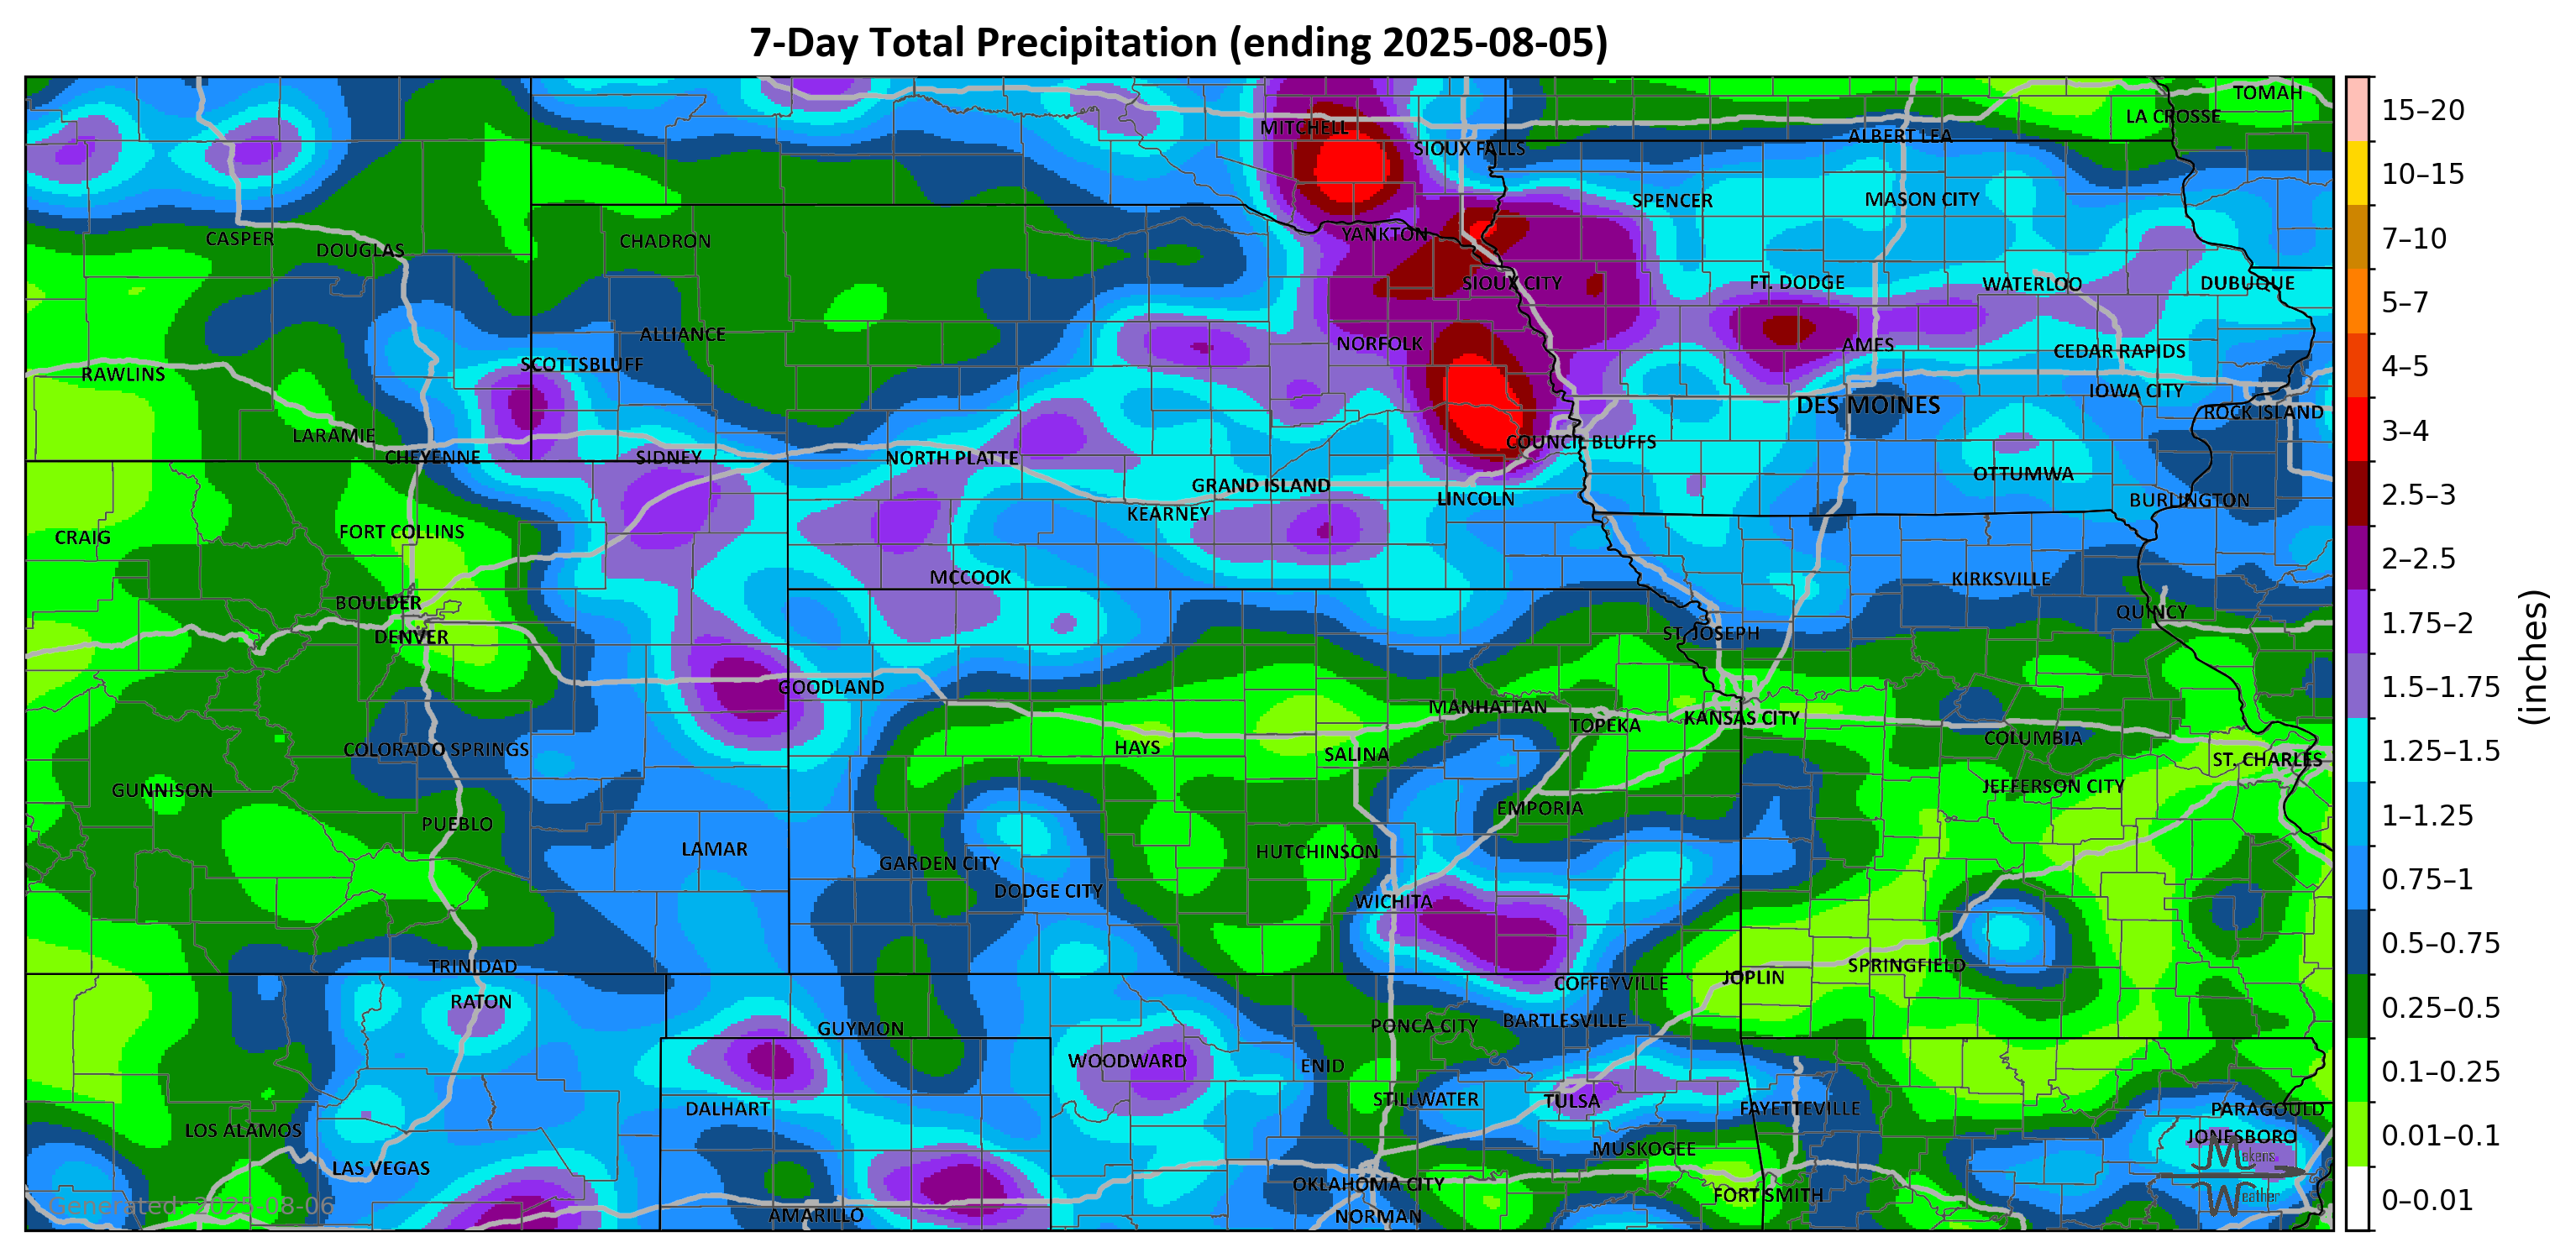 7-Day Total Precipitation (ending 2025-08-05)
TOMAH
LA CROSSE
MITCHELL
ALBERT LEA
SIOUX FALLS
SPENCER
MASON CITY
CASPER
DOUGLAS
CHADRON
YANKTON
SIOUX CITY
FT. DODGE
WATERLOO
DUBUQUE
ALLIANCE
NORFOLK
AMES
CEDAR RAPIDS
SCOTTSBLUFF
RAWLINS
IOWA CITY
DES MOINES
ROCK ISLAND
LARAMIE
COUNCIL BLUFFS
CHEYENNE
SIDNEY
NORTH PLATTE
OTTUMWA
GRAND ISLAND
LINCOLN
BURLINGTON
KEARNEY
CRAIG
FORT COLLINS
MCCOOK
KIRKSVILLE
BOULDER
QUINCY
DENVER
ST. JOSEPH
GOODLAND
MANHATTAN
KANSAS CITY
TOPEKA
COLUMBIA
COLORADO SPRINGS
HAYS
SALINA
ST. CHARLES
GUNNISON
JEFFERSON CITY
EMPORIA
PUEBLO
LAMAR
HUTCHINSON
GARDEN CITY
DODGE CITY
WICHITA
TRINIDAD
SPRINGFIELD
JOPLIN
COFFEYVILLE
RATON
GUYMON
PONCA CITY
BARTLESVILLE
WOODWARD
ENID
DALHART
STILLWATER
TULSA
FAYETTEVILLE
PARAGOULD
LOS ALAMOS
JONESBORO
MUSKOGEE
LAS VEGAS
OKLAHOMA CITY
FORT SMITH
AMARILLO
NORMAN
Generated: 2025-08-06
Makens
Weather
15–20
10–15
7–10
5–7
4–5
3–4
2.5–3
2–2.5
1.75–2
1.5–1.75
1.25–1.5
1–1.25
0.75–1
0.5–0.75
0.25–0.5
0.1–0.25
0.01–0.1
0–0.01
(inches)